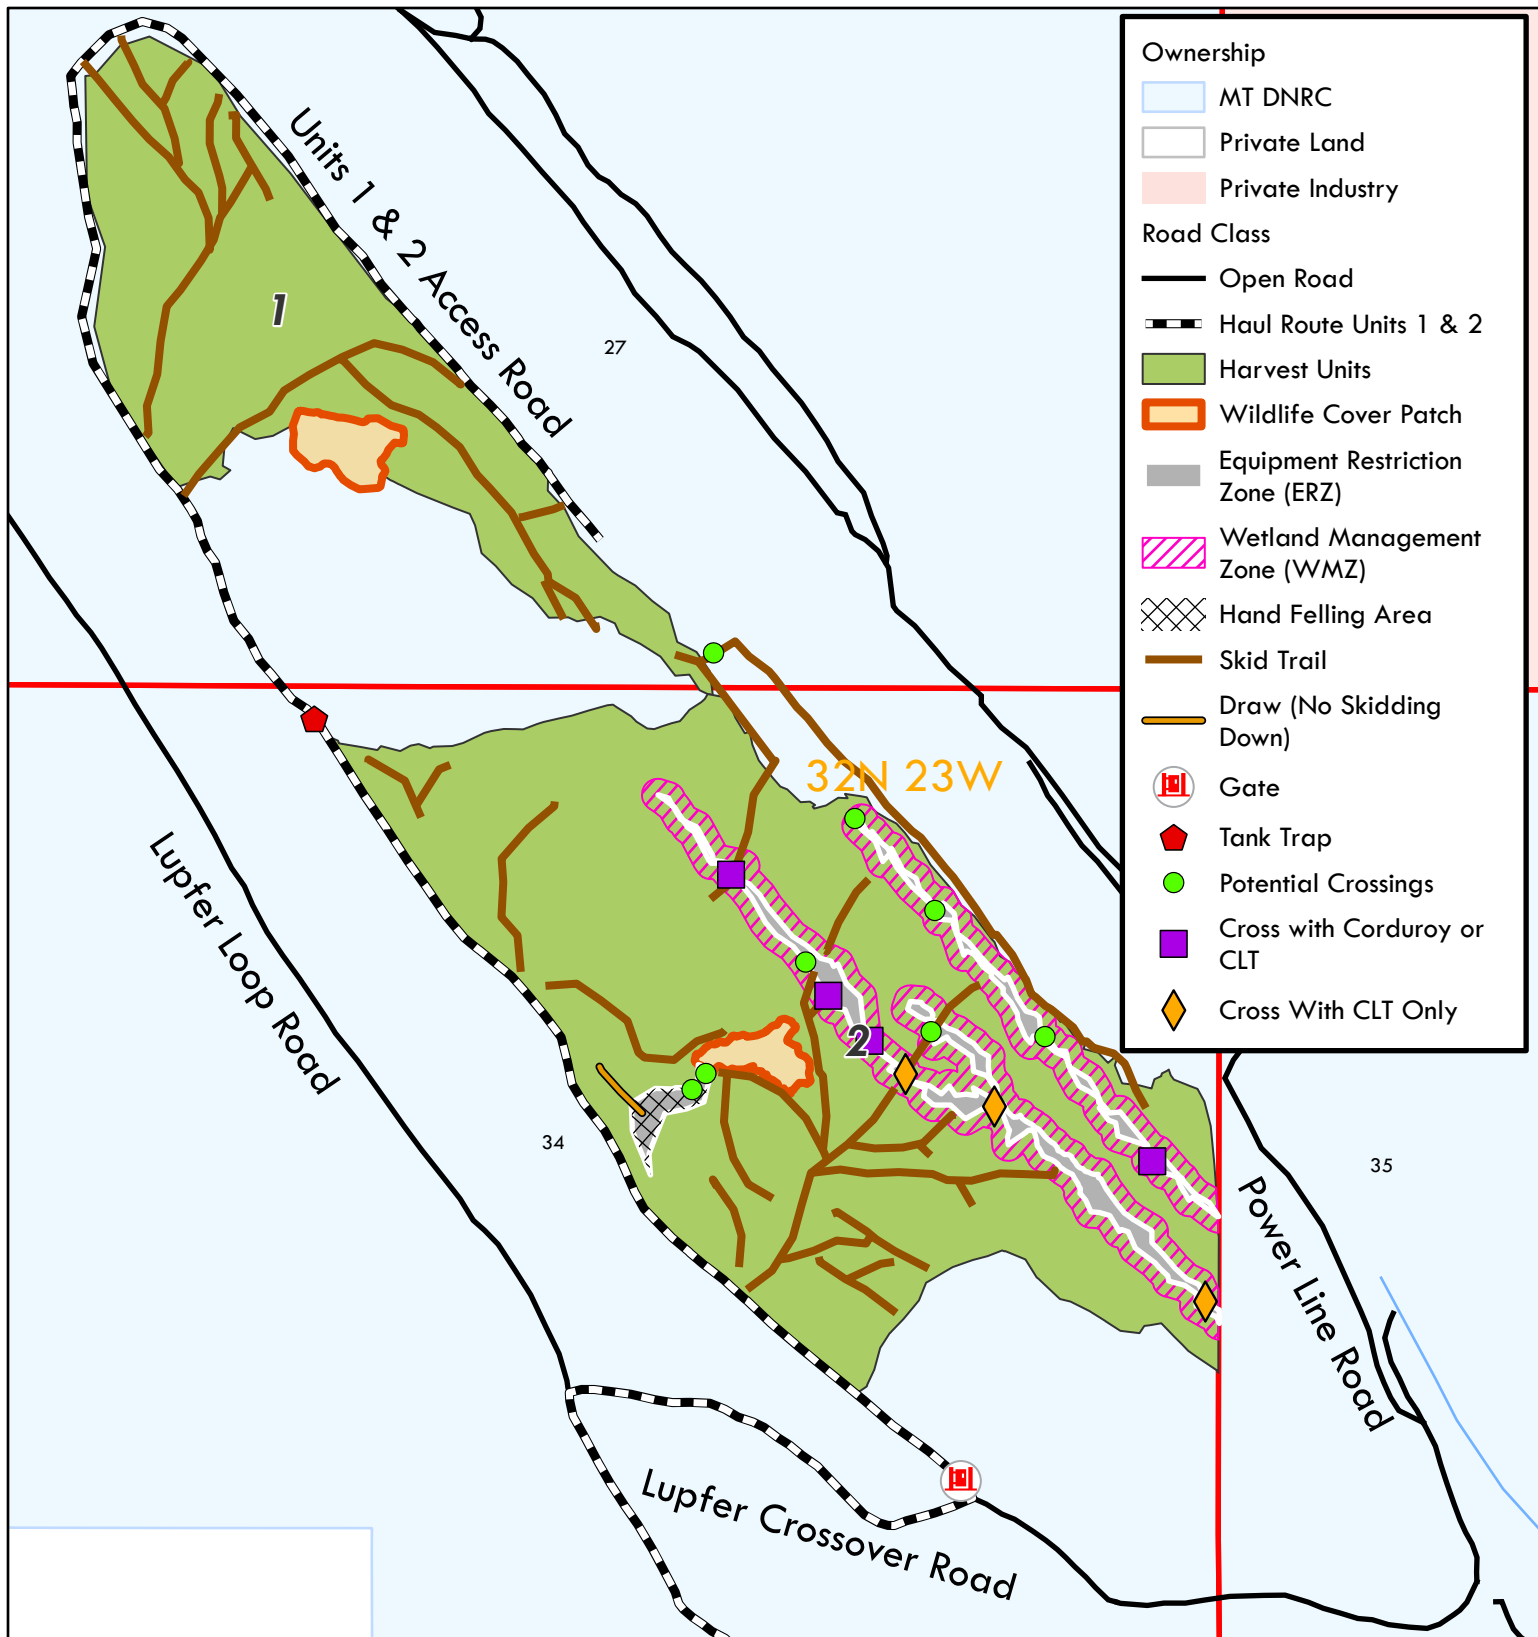 Ownership
MT DNRC
Private Land
Private Industry
Road Class
Open Road
Haul Route Units 1 & 2
Harvest Units
Wildlife Cover Patch
Equipment Restriction
Zone (ERZ)
Wetland Management
Zone (WMZ)
Hand Felling Area
Skid Trail
Draw (No Skidding
Down)
Gate
Tank Trap
Potential Crossings
Cross with Corduroy or
CLT
Cross With CLT Only
Units 1 & 2 Access Road
1
27
32N 23W
Lupfer Loop Road
2
34
35
Power Line Road
Lupfer Crossover Road